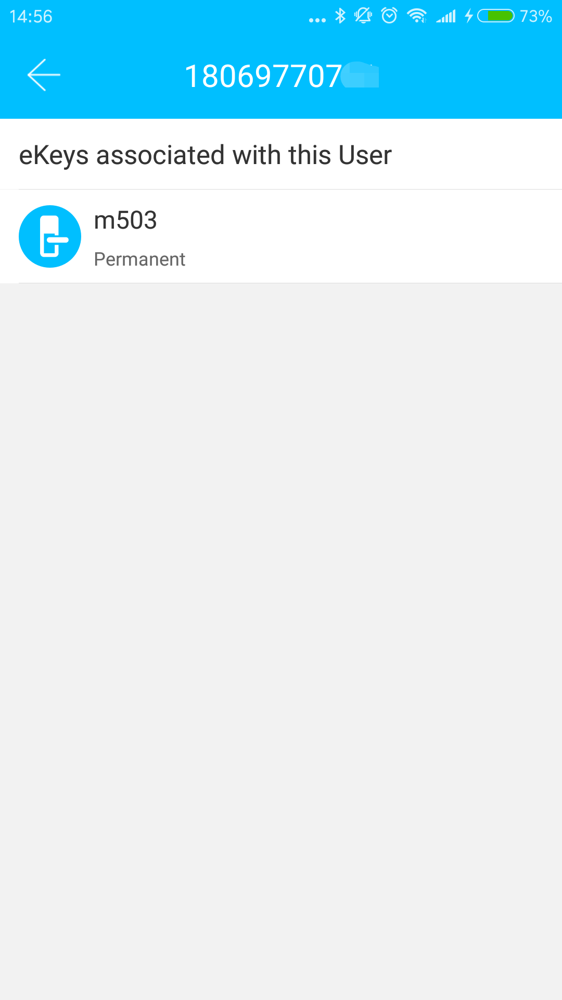 14:56
73%
180697707
eKeys associated with this User
m503
Permanent